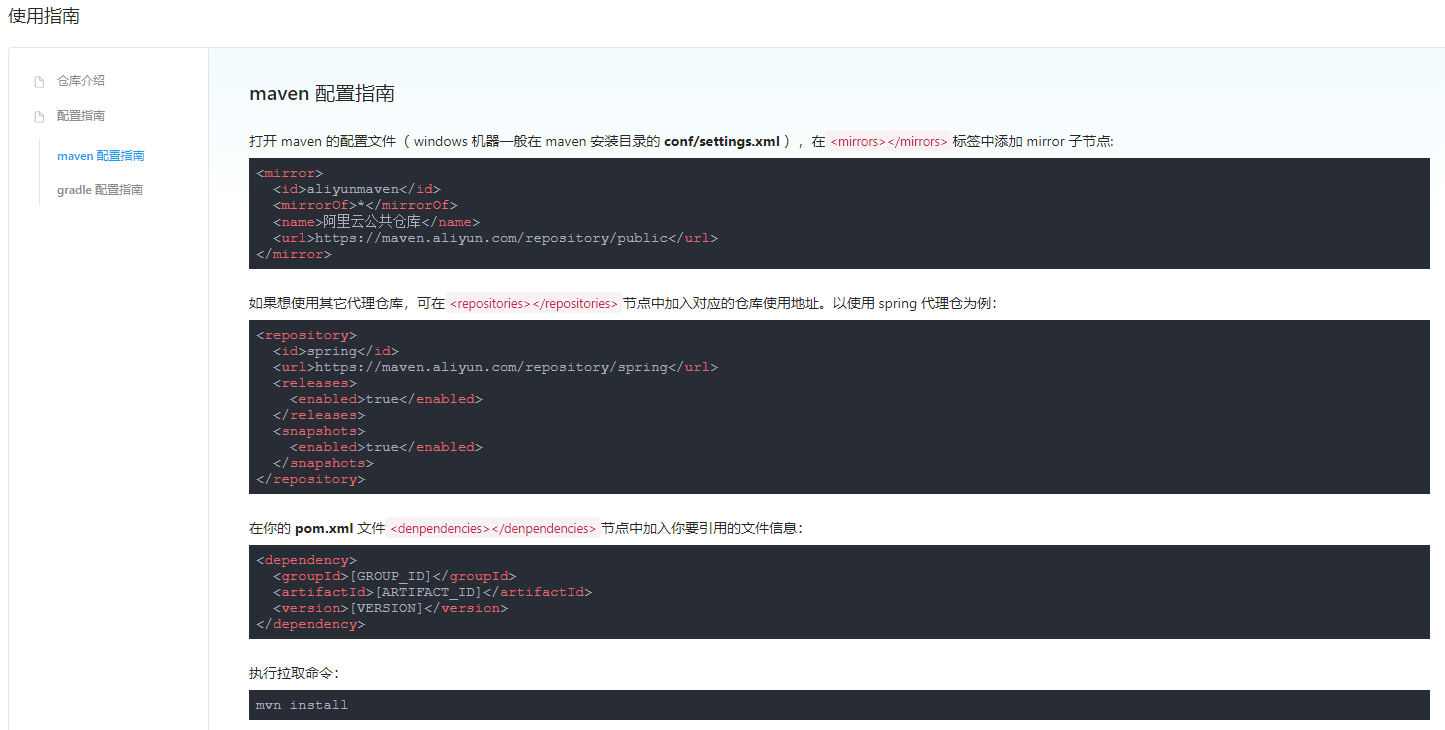 使用指南
仓库介绍
配置指南
maven 配置指南
gradle 配置指南
maven 配置指南
打开 maven 的配置文件（ windows 机器一般在 maven 安装目录的 conf/settings.xml ），在 <mirrors></mirrors> 标签中添加 mirror 子节点:
<mirror>
  <id>aliyunmaven</id>
  <mirrorOf>*</mirrorOf>
  <name>阿里云公共仓库</name>
  <url>https://maven.aliyun.com/repository/public</url>
</mirror>
如果想使用其它代理仓库，可在 <repositories></repositories> 节点中加入对应的仓库使用地址。以使用 spring 代理仓为例：
<repository>
  <id>spring</id>
  <url>https://maven.aliyun.com/repository/spring</url>
  <releases>
    <enabled>true</enabled>
  </releases>
  <snapshots>
    <enabled>true</enabled>
  </snapshots>
</repository>
在你的 pom.xml 文件 <denpendencies></denpendencies> 节点中加入你要引用的文件信息：
<dependency>
  <groupId>[GROUP_ID]</groupId>
  <artifactId>[ARTIFACT_ID]</artifactId>
  <version>[VERSION]</version>
</dependency>
执行拉取命令：
mvn install